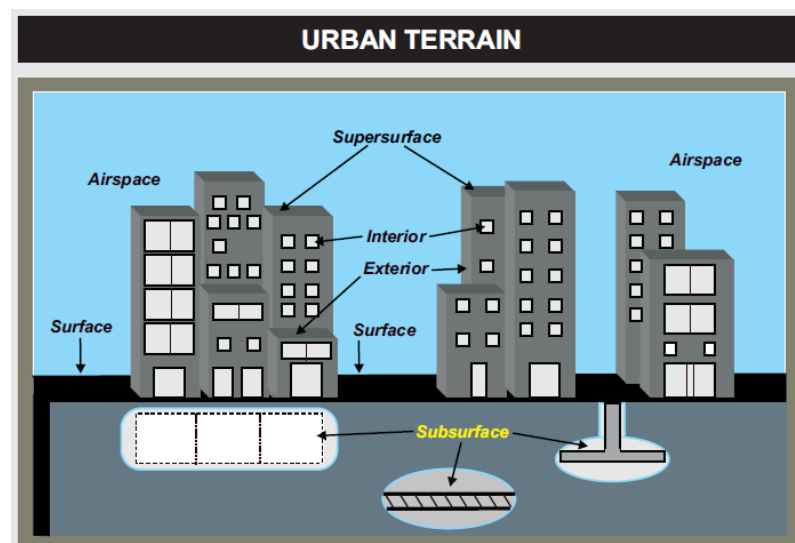 URBAN TERRAIN
Supersurface
Airspace
Airspace
Interior
Exterior
Surface
Surface
Subsurface